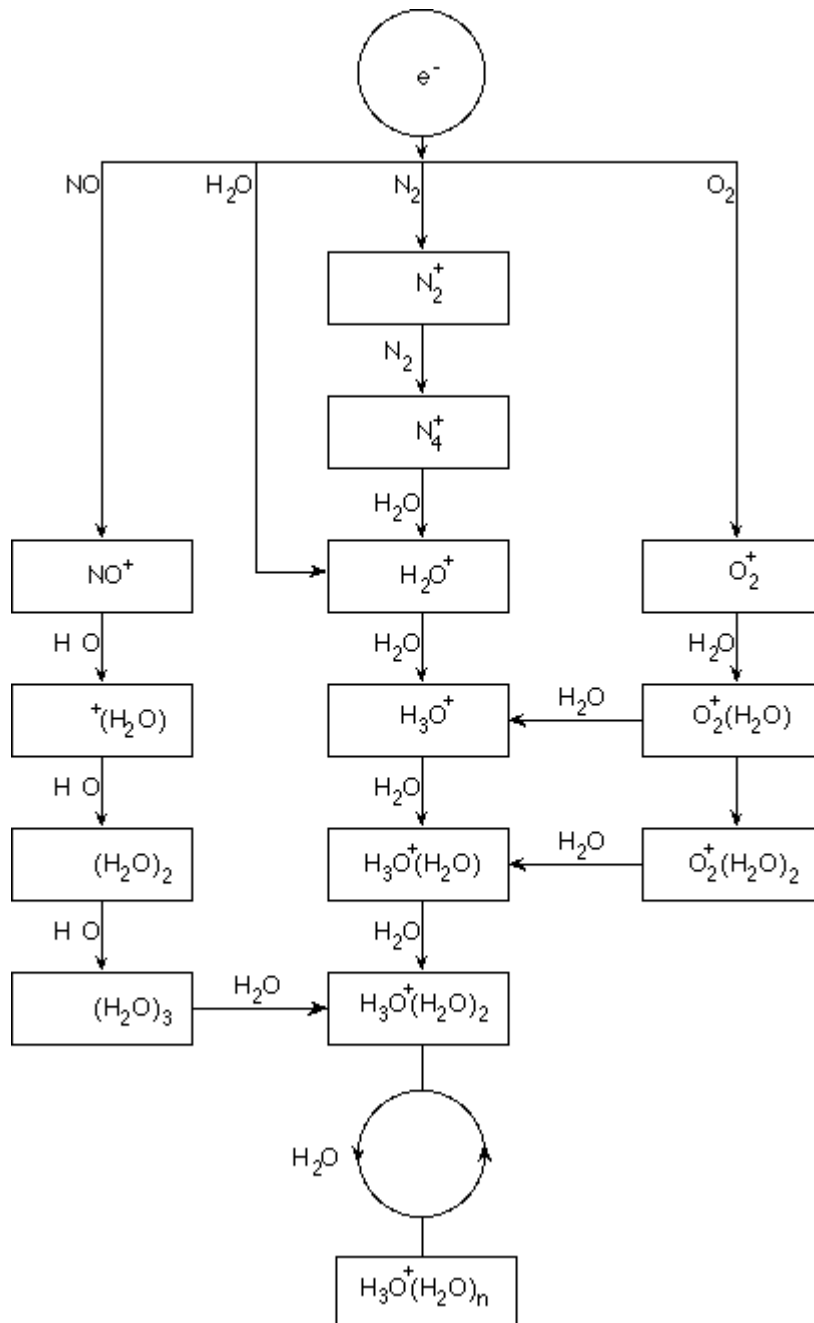 e⁻
NO H₂O N₂ O₂
N₂⁺
N₂
N₄⁺
H₂O
NO⁺ H₂O⁺ O₂⁺
H O H₂O H₂O
⁺(H₂O) H₃O⁺ H₂O O₂⁺(H₂O)
H O H₂O
(H₂O)₂ H₃O⁺(H₂O) H₂O O₂⁺(H₂O)₂
H O H₂O
(H₂O)₃ H₂O H₃O⁺(H₂O)₂
H₂O
H₃O⁺(H₂O)ₙ